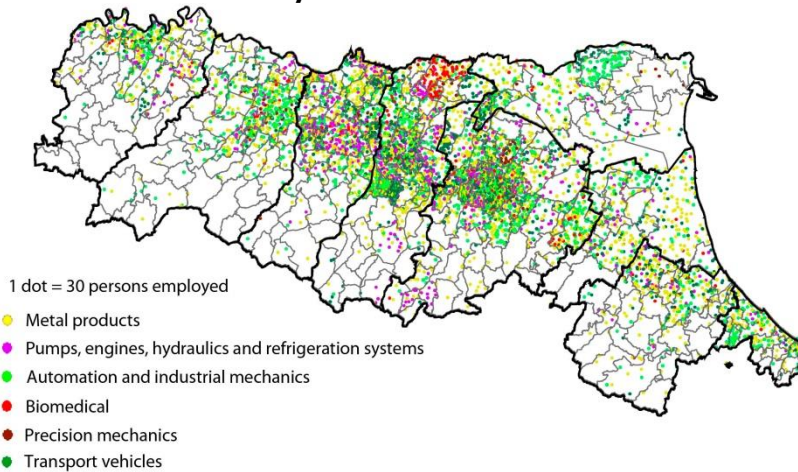 1 dot = 30 persons employed
Metal products
Pumps, engines, hydraulics and refrigeration systems
Automation and industrial mechanics
Biomedical
Precision mechanics
Transport vehicles